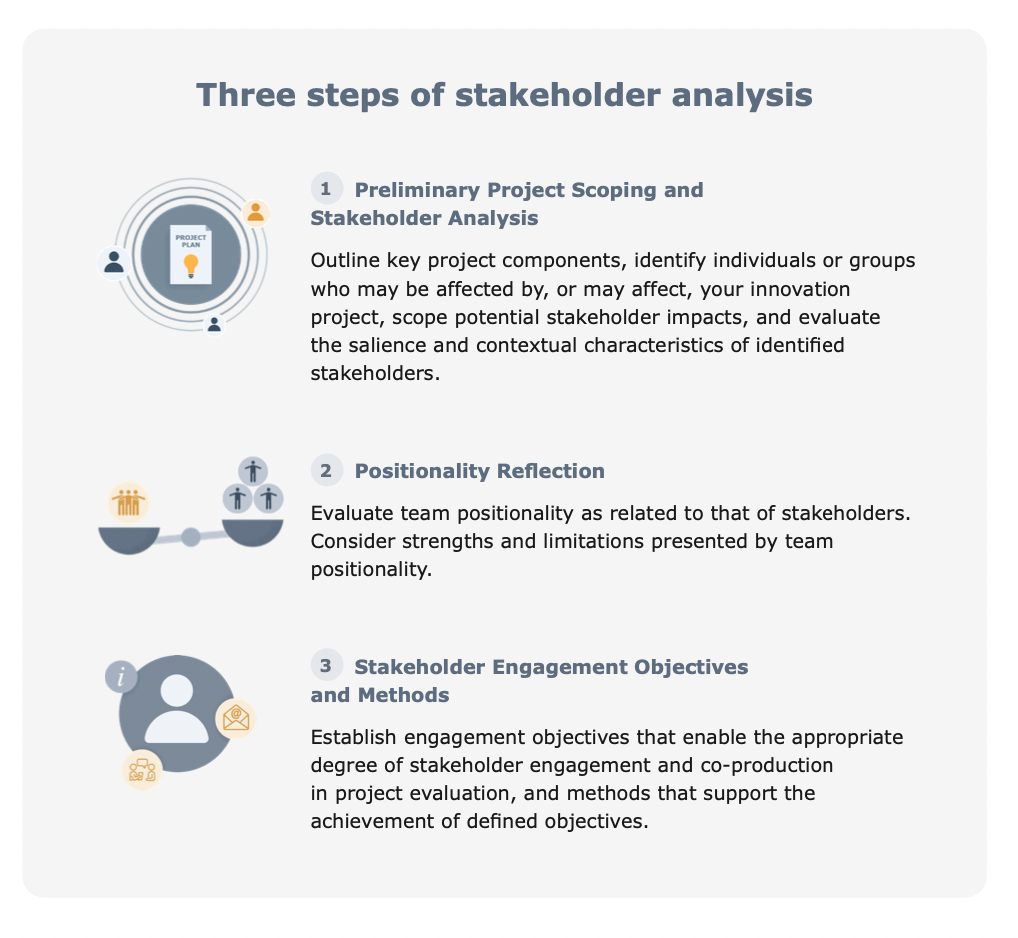 Three steps of stakeholder analysis
PROJECT
PLAN
1 Preliminary Project Scoping and
Stakeholder Analysis
Outline key project components, identify individuals or groups
who may be affected by, or may affect, your innovation
project, scope potential stakeholder impacts, and evaluate
the salience and contextual characteristics of identified
stakeholders.
2 Positionality Reflection
Evaluate team positionality as related to that of stakeholders.
Consider strengths and limitations presented by team
positionality.
i
@
3 Stakeholder Engagement Objectives
and Methods
Establish engagement objectives that enable the appropriate
degree of stakeholder engagement and co-production
in project evaluation, and methods that support the
achievement of defined objectives.